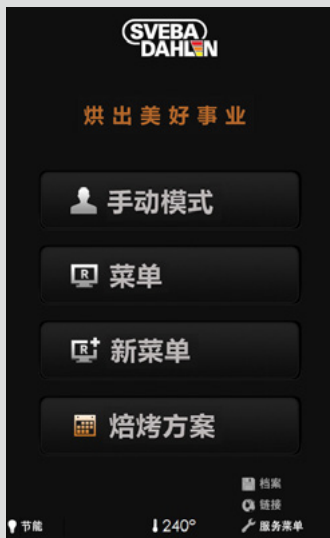 SVEBA
DAHLEN
烘出美好事业
手动模式
R 菜单
R+ 新菜单
焙烤方案
档案
链接
节能 240° 服务菜单